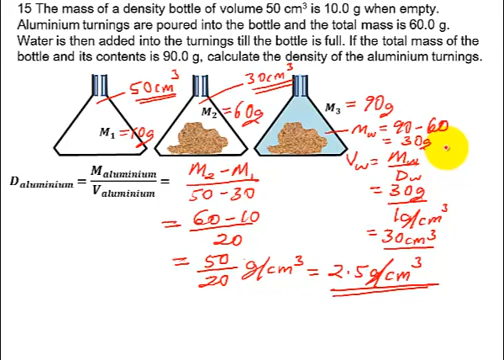 15 The mass of a density bottle of volume 50 cm³ is 10.0 g when empty.
Aluminium turnings are poured into the bottle and the total mass is 60.0 g.
Water is then added into the turnings till the bottle is full. If the total mass of the
bottle and its contents is 90.0 g, calculate the density of the aluminium turnings.
50cm³
30cm³
M₁ = 10g
M₂ = 60g
M₃ = 90g
Mw = 90 - 60
= 30g
Vw = Mw / Dw
= 30g / 1g/cm³
= 30cm³
D aluminium = M aluminium / V aluminium = M₂ - M₁ / 50 - 30
= 60 - 10 / 20
= 50 / 20 g/cm³ = 2.5g/cm³